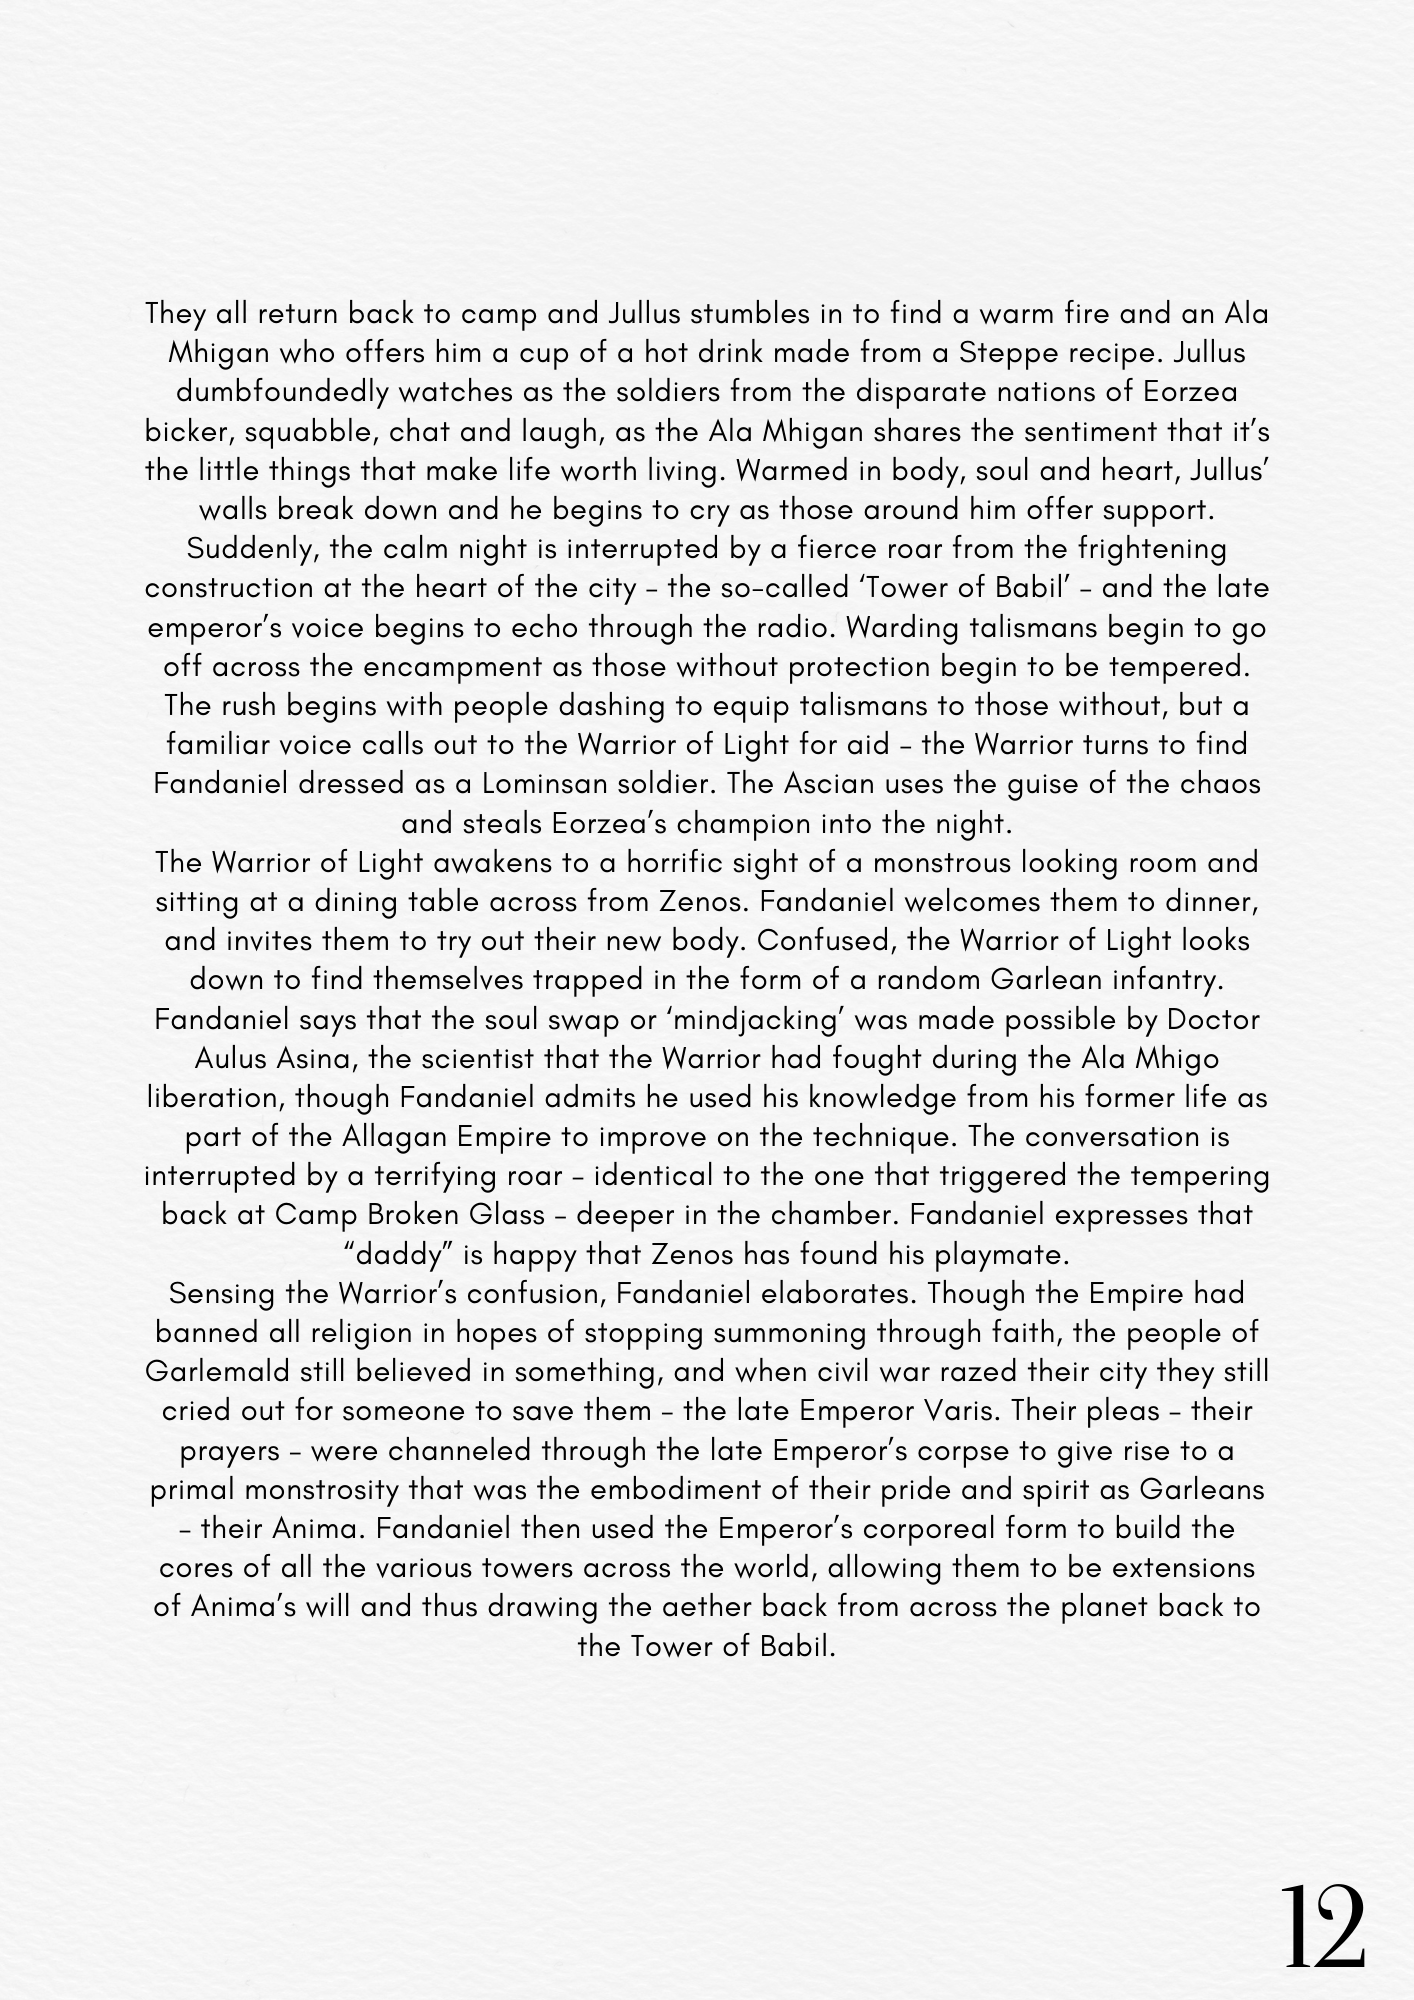 They all return back to camp and Jullus stumbles in to find a warm fire and an Ala
Mhigan who offers him a cup of a hot drink made from a Steppe recipe. Jullus
dumbfoundedly watches as the soldiers from the disparate nations of Eorzea
bicker, squabble, chat and laugh, as the Ala Mhigan shares the sentiment that it’s
the little things that make life worth living. Warmed in body, soul and heart, Jullus’
walls break down and he begins to cry as those around him offer support.
Suddenly, the calm night is interrupted by a fierce roar from the frightening
construction at the heart of the city – the so-called ‘Tower of Babil’ – and the late
emperor’s voice begins to echo through the radio. Warding talismans begin to go
off across the encampment as those without protection begin to be tempered.
The rush begins with people dashing to equip talismans to those without, but a
familiar voice calls out to the Warrior of Light for aid – the Warrior turns to find
Fandaniel dressed as a Lominsan soldier. The Ascian uses the guise of the chaos
and steals Eorzea’s champion into the night.
The Warrior of Light awakens to a horrific sight of a monstrous looking room and
sitting at a dining table across from Zenos. Fandaniel welcomes them to dinner,
and invites them to try out their new body. Confused, the Warrior of Light looks
down to find themselves trapped in the form of a random Garlean infantry.
Fandaniel says that the soul swap or ‘mindjacking’ was made possible by Doctor
Aulus Asina, the scientist that the Warrior had fought during the Ala Mhigo
liberation, though Fandaniel admits he used his knowledge from his former life as
part of the Allagan Empire to improve on the technique. The conversation is
interrupted by a terrifying roar – identical to the one that triggered the tempering
back at Camp Broken Glass – deeper in the chamber. Fandaniel expresses that
“daddy” is happy that Zenos has found his playmate.
Sensing the Warrior’s confusion, Fandaniel elaborates. Though the Empire had
banned all religion in hopes of stopping summoning through faith, the people of
Garlemald still believed in something, and when civil war razed their city they still
cried out for someone to save them – the late Emperor Varis. Their pleas – their
prayers – were channeled through the late Emperor’s corpse to give rise to a
primal monstrosity that was the embodiment of their pride and spirit as Garleans
– their Anima. Fandaniel then used the Emperor’s corporeal form to build the
cores of all the various towers across the world, allowing them to be extensions
of Anima’s will and thus drawing the aether back from across the planet back to
the Tower of Babil.
12